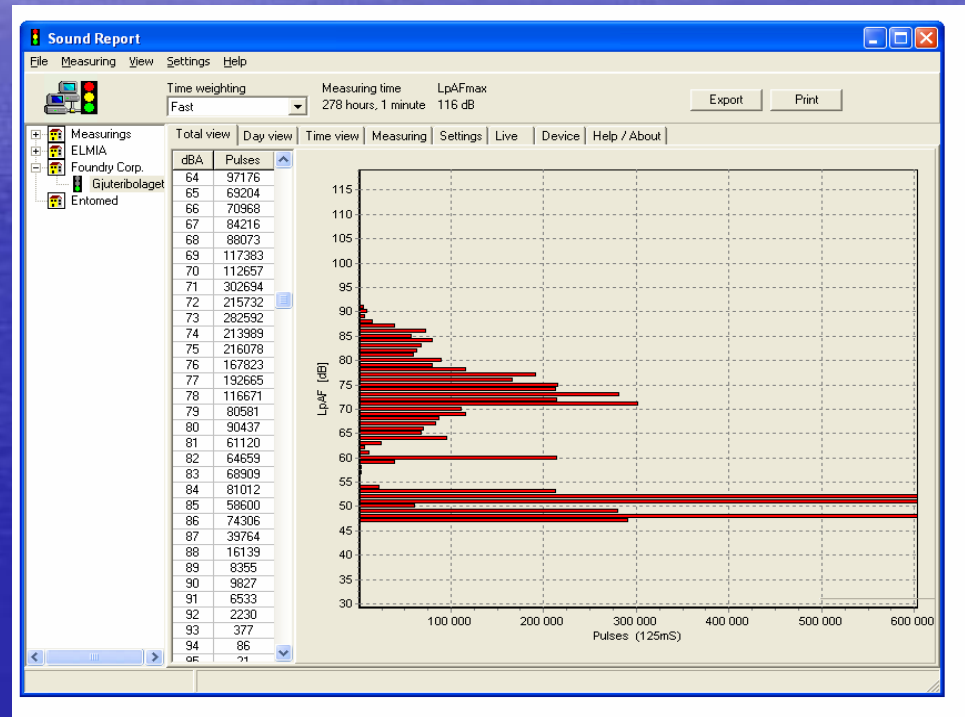 Sound Report
File Measuring View Settings Help
Time weighting
Fast
Measuring time LpAFmax
278 hours, 1 minute 116 dB
Export Print
Measurings
ELMIA
Foundry Corp.
Gjuteribolaget
Entomed
Total view Day view Time view Measuring Settings Live Device Help / About
dBA Pulses
64 97176
65 69204
66 70968
67 84216
68 88073
69 117383
70 112657
71 302694
72 215732
73 282592
74 213989
75 216078
76 167823
77 192665
78 116671
79 80581
80 90437
81 61120
82 64659
83 68909
84 81012
85 58600
86 74306
87 39764
88 16139
89 8355
90 9827
91 6533
92 2230
93 377
94 86
95 21
LpAF [dB]
115
110
105
100
95
90
85
80
75
70
65
60
55
50
45
40
35
30
100 000 200 000 300 000 400 000 500 000 600 000
Pulses (125mS)